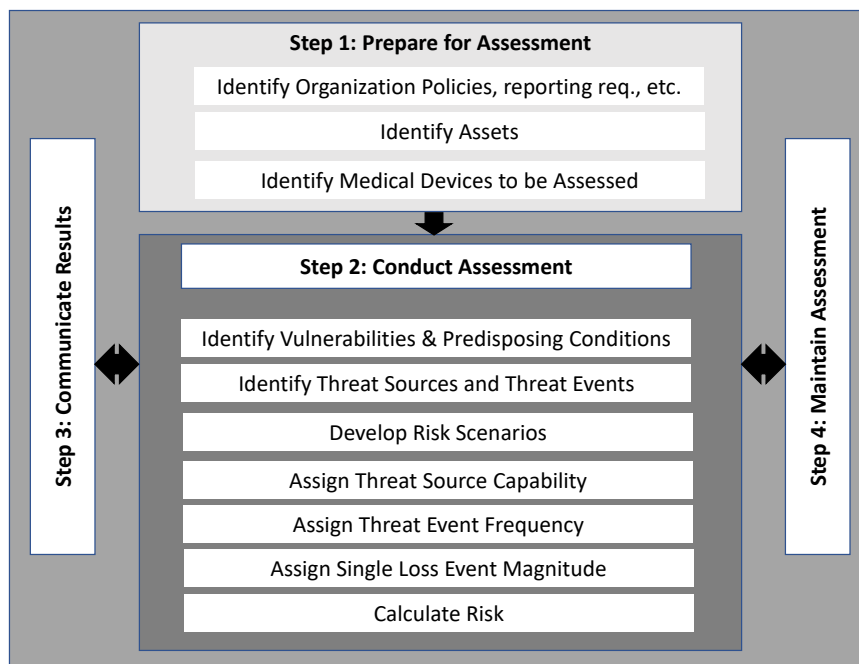 Step 1: Prepare for Assessment
Identify Organization Policies, reporting req., etc.
Identify Assets
Identify Medical Devices to be Assessed
Step 2: Conduct Assessment
Identify Vulnerabilities & Predisposing Conditions
Identify Threat Sources and Threat Events
Develop Risk Scenarios
Assign Threat Source Capability
Assign Threat Event Frequency
Assign Single Loss Event Magnitude
Calculate Risk
Step 3: Communicate Results
Step 4: Maintain Assessment